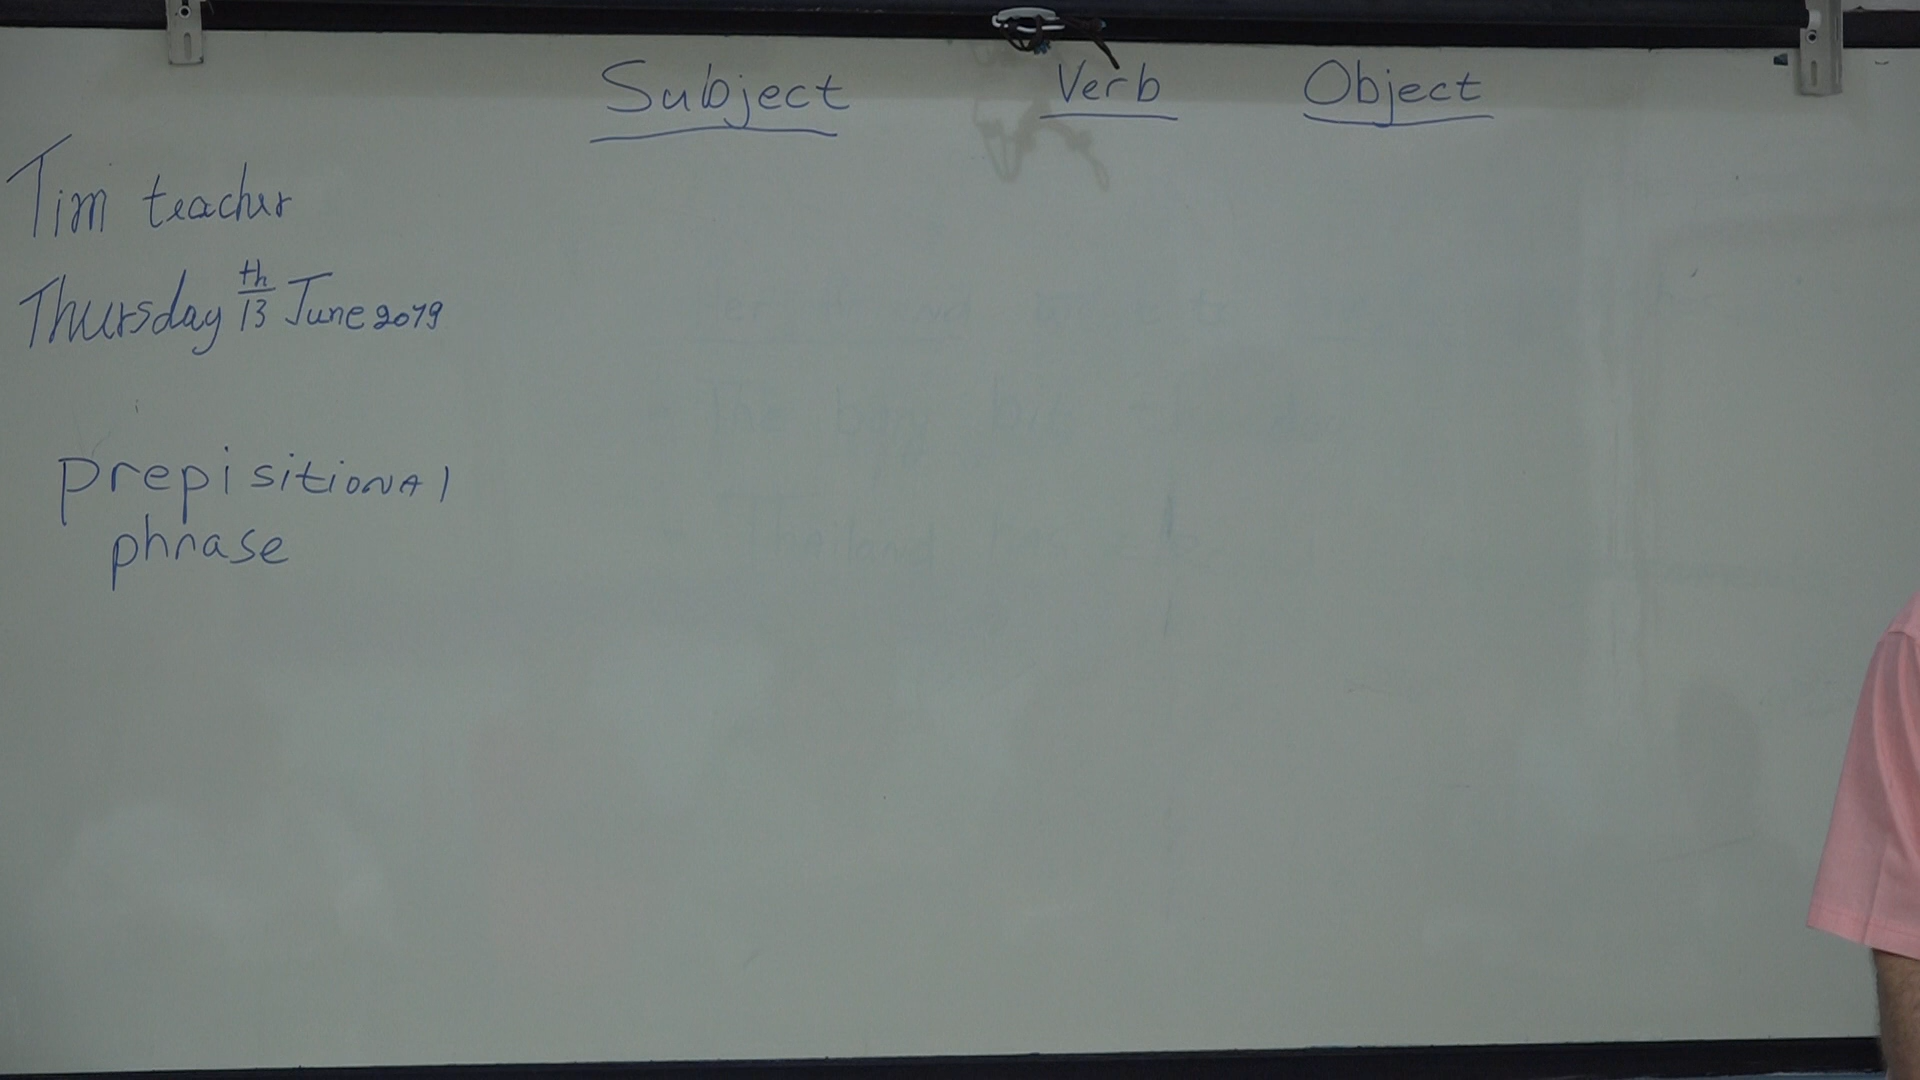 Subject Verb Object
Tim teacher
Thursday 13th June 2019
prepisitional
phrase